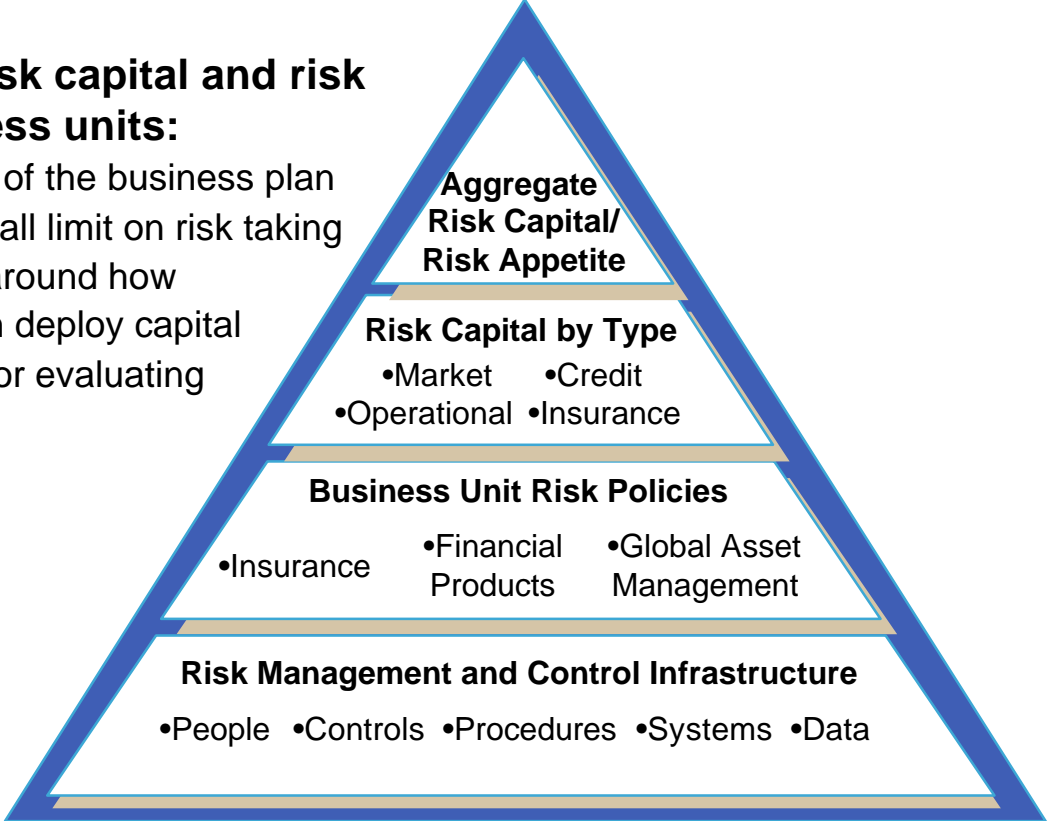 isk capital and risk
ess units:
of the business plan
all limit on risk taking
around how
n deploy capital
or evaluating
Aggregate
Risk Capital/
Risk Appetite
Risk Capital by Type
•Market •Credit
•Operational •Insurance
Business Unit Risk Policies
•Insurance
•Financial
Products
•Global Asset
Management
Risk Management and Control Infrastructure
•People •Controls •Procedures •Systems •Data